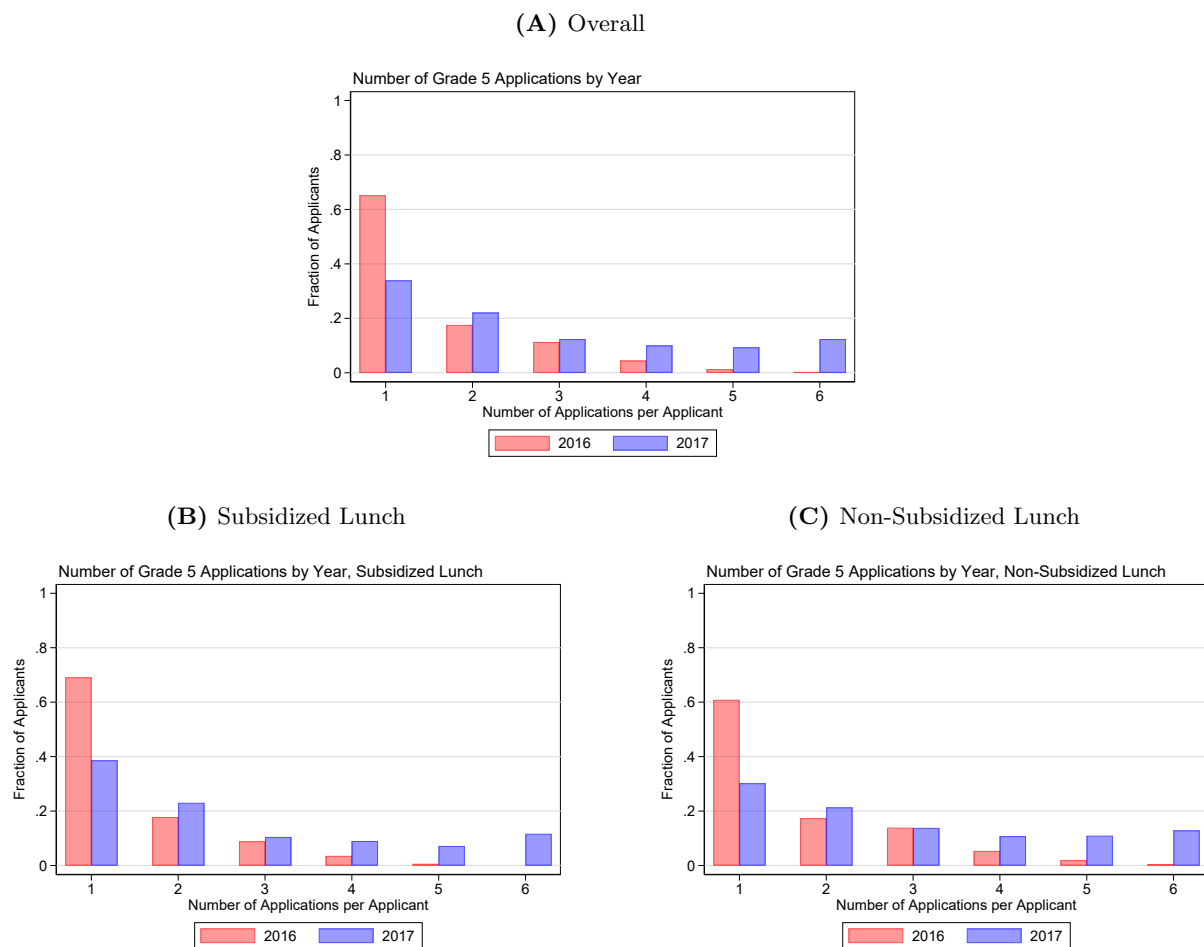 (A) Overall
Number of Grade 5 Applications by Year
Fraction of Applicants
1
.8
.6
.4
.2
0
1 2 3 4 5 6
Number of Applications per Applicant
2016 2017
(B) Subsidized Lunch
Number of Grade 5 Applications by Year, Subsidized Lunch
Fraction of Applicants
1
.8
.6
.4
.2
0
1 2 3 4 5 6
Number of Applications per Applicant
2016 2017
(C) Non-Subsidized Lunch
Number of Grade 5 Applications by Year, Non-Subsidized Lunch
Fraction of Applicants
1
.8
.6
.4
.2
0
1 2 3 4 5 6
Number of Applications per Applicant
2016 2017